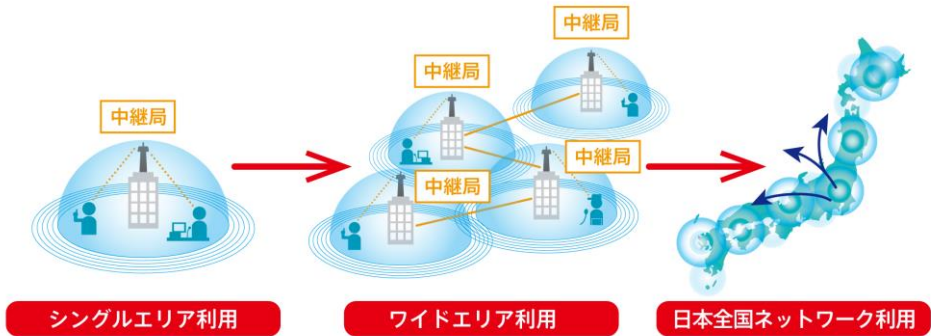 中継局
中継局
中継局
中継局
中継局
シングルエリア利用
ワイドエリア利用
日本全国ネットワーク利用